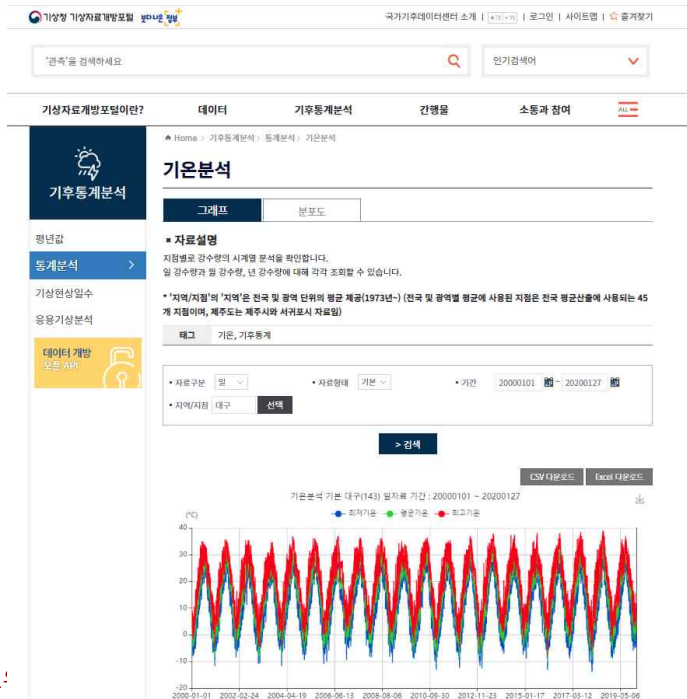 기상청 기상자료개방포털 보다나은 정부
국가기후데이터센터 소개 | 로그인 | 사이트맵 | ☆ 즐겨찾기
'관측'을 검색하세요
인기검색어
기상자료개방포털이란? 데이터 기후통계분석 간행물 소통과 참여 ALL
Home > 기후통계분석 > 통계분석 > 기온분석
기후통계분석
기온분석
그래프 분포도
평년값
통계분석 >
기상현상일수
응용기상분석
데이터 개방
오픈 API
▪ 자료설명
지점별로 강수량의 시계열 분석을 확인합니다.
일 강수량과 월 강수량, 년 강수량에 대해 각각 조회할 수 있습니다.
* '지역/지점'의 '지역'은 전국 및 광역 단위의 평균 제공(1973년~) (전국 및 광역별 평균에 사용된 지점은 전국 평균산출에 사용되는 45
개 지점이며, 제주도는 제주시와 서귀포시 자료임)
태그 기온, 기후통계
• 자료구분 일 • 자료형태 기본 • 기간 20000101 ~ 20200127
• 지역/지점 대구 선택
> 검색
CSV 다운로드 Excel 다운로드
기온분석 기본 대구(143) 일자료 기간 : 20000101 ~ 20200127
(℃) 최저기온 평균기온 최고기온
40
30
20
10
0
-10
-20
2000-01-01 2002-02-24 2004-04-19 2006-06-13 2008-08-06 2010-09-30 2012-11-23 2015-01-17 2017-03-12 2019-05-06